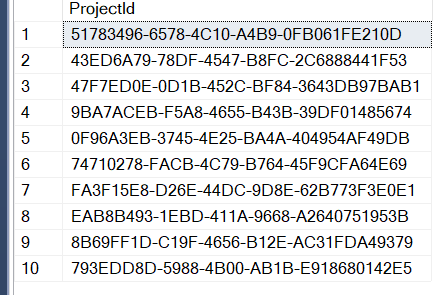 ProjectId
1 51783496-6578-4C10-A4B9-0FB061FE210D
2 43ED6A79-78DF-4547-B8FC-2C6888441F53
3 47F7ED0E-0D1B-452C-BF84-3643DB97BAB1
4 9BA7ACEB-F5A8-4655-B43B-39DF01485674
5 0F96A3EB-3745-4E25-BA4A-404954AF49DB
6 74710278-FACB-4C79-B764-45F9CFA64E69
7 FA3F15E8-D26E-44DC-9D8E-62B773F3E0E1
8 EAB8B493-1EBD-411A-9668-A2640751953B
9 8B69FF1D-C19F-4656-B12E-AC31FDA49379
10 793EDD8D-5988-4B00-AB1B-E918680142E5